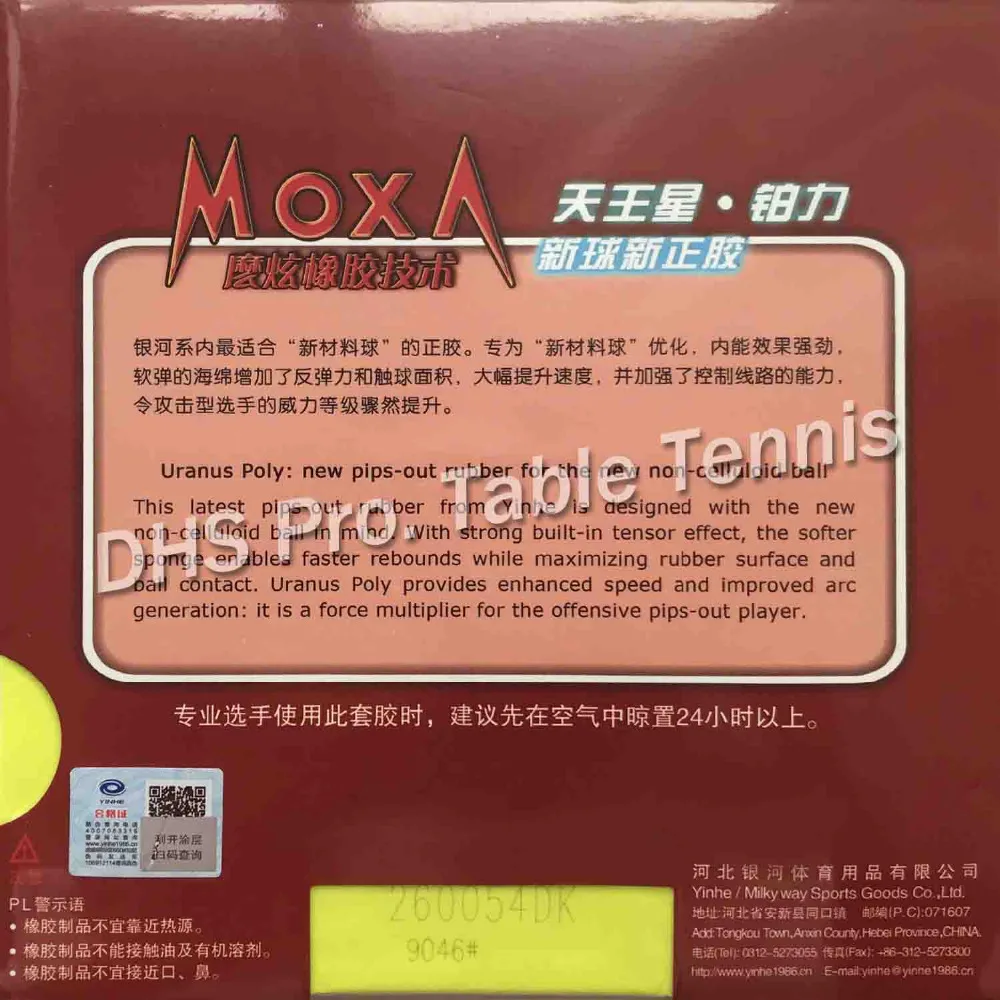 MOXA
磨炫橡胶技术
天王星·铂力
新球新正胶
银河系内最适合“新材料球”的正胶。专为“新材料球”优化，内能效果强劲，
软弹的海绵增加了反弹力和触球面积，大幅提升速度，并加强了控制线路的能力，
令攻击型选手的威力等级骤然提升。
Uranus Poly: new pips-out rubber for the new non-celluloid ball
This latest pips-out rubber from Yinhe is designed with the new
non-celluloid ball in mind. With strong built-in tensor effect, the softer
sponge enables faster rebounds while maximizing rubber surface and
ball contact. Uranus Poly provides enhanced speed and improved arc
generation: it is a force multiplier for the offensive pips-out player.
DHS Pro. Table Tennis
专业选手使用此套胶时，建议先在空气中晾置24小时以上。
YINHE
合格证
4007083315
www.yinhe1986.cn
刮开涂层
扫码查询
PL警示语
• 橡胶制品不宜靠近热源。
• 橡胶制品不能接触油及有机溶剂。
• 橡胶制品不宜接近口、鼻。
260054DK
9046#
河北银河体育用品有限公司
Yinhe / Milkyway Sports Goods Co.,Ltd.
地址:河北省安新县同口镇 邮编(P.C):071607
Add:Tongkou Town,Anxin County,Hebei Province,CHINA.
电话(Tel): 0312-5273055 传真(Fax): +86-312-5273300
http://www.yinhe1986.cn E-mail:yinhe@yinhe1986.cn